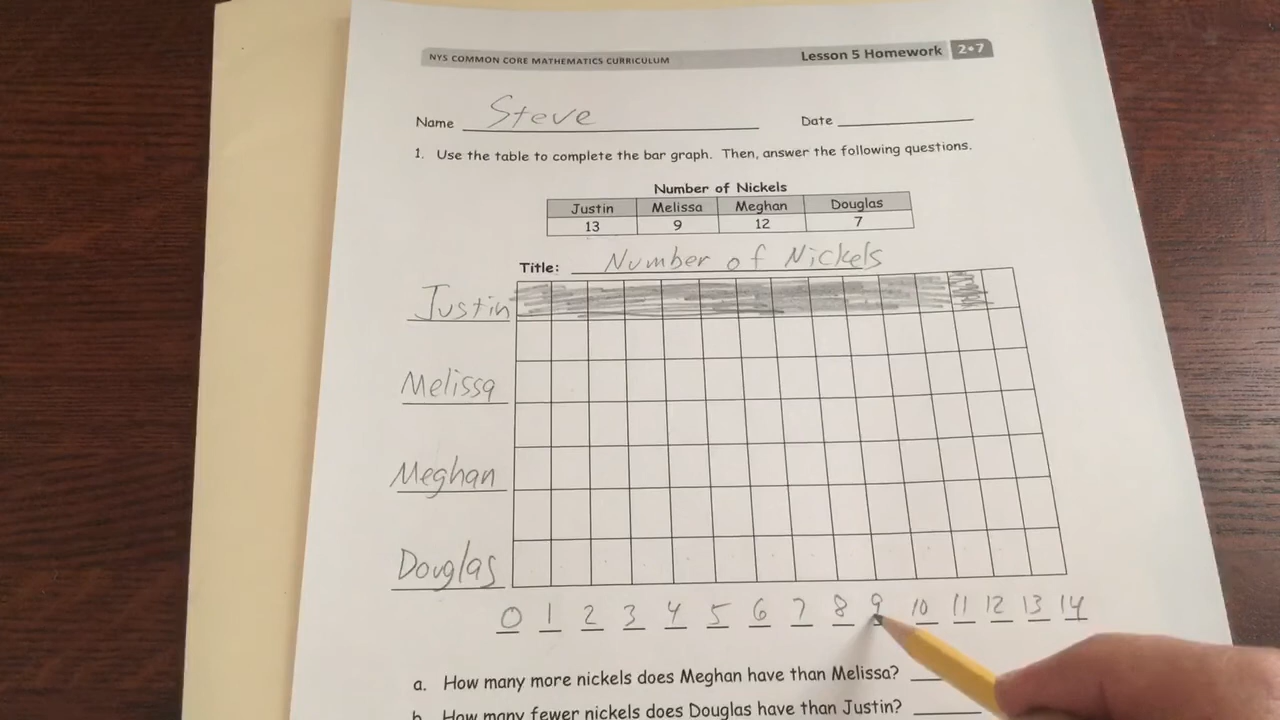 NYS COMMON CORE MATHEMATICS CURRICULUM Lesson 5 Homework 2•7
Name Steve Date
1. Use the table to complete the bar graph. Then, answer the following questions.
Number of Nickels
Justin Melissa Meghan Douglas
13 9 12 7
Title: Number of Nickels
Justin
Melissa
Meghan
Douglas
0 1 2 3 4 5 6 7 8 9 10 11 12 13 14
a. How many more nickels does Meghan have than Melissa?
b. How many fewer nickels does Douglas have than Justin?